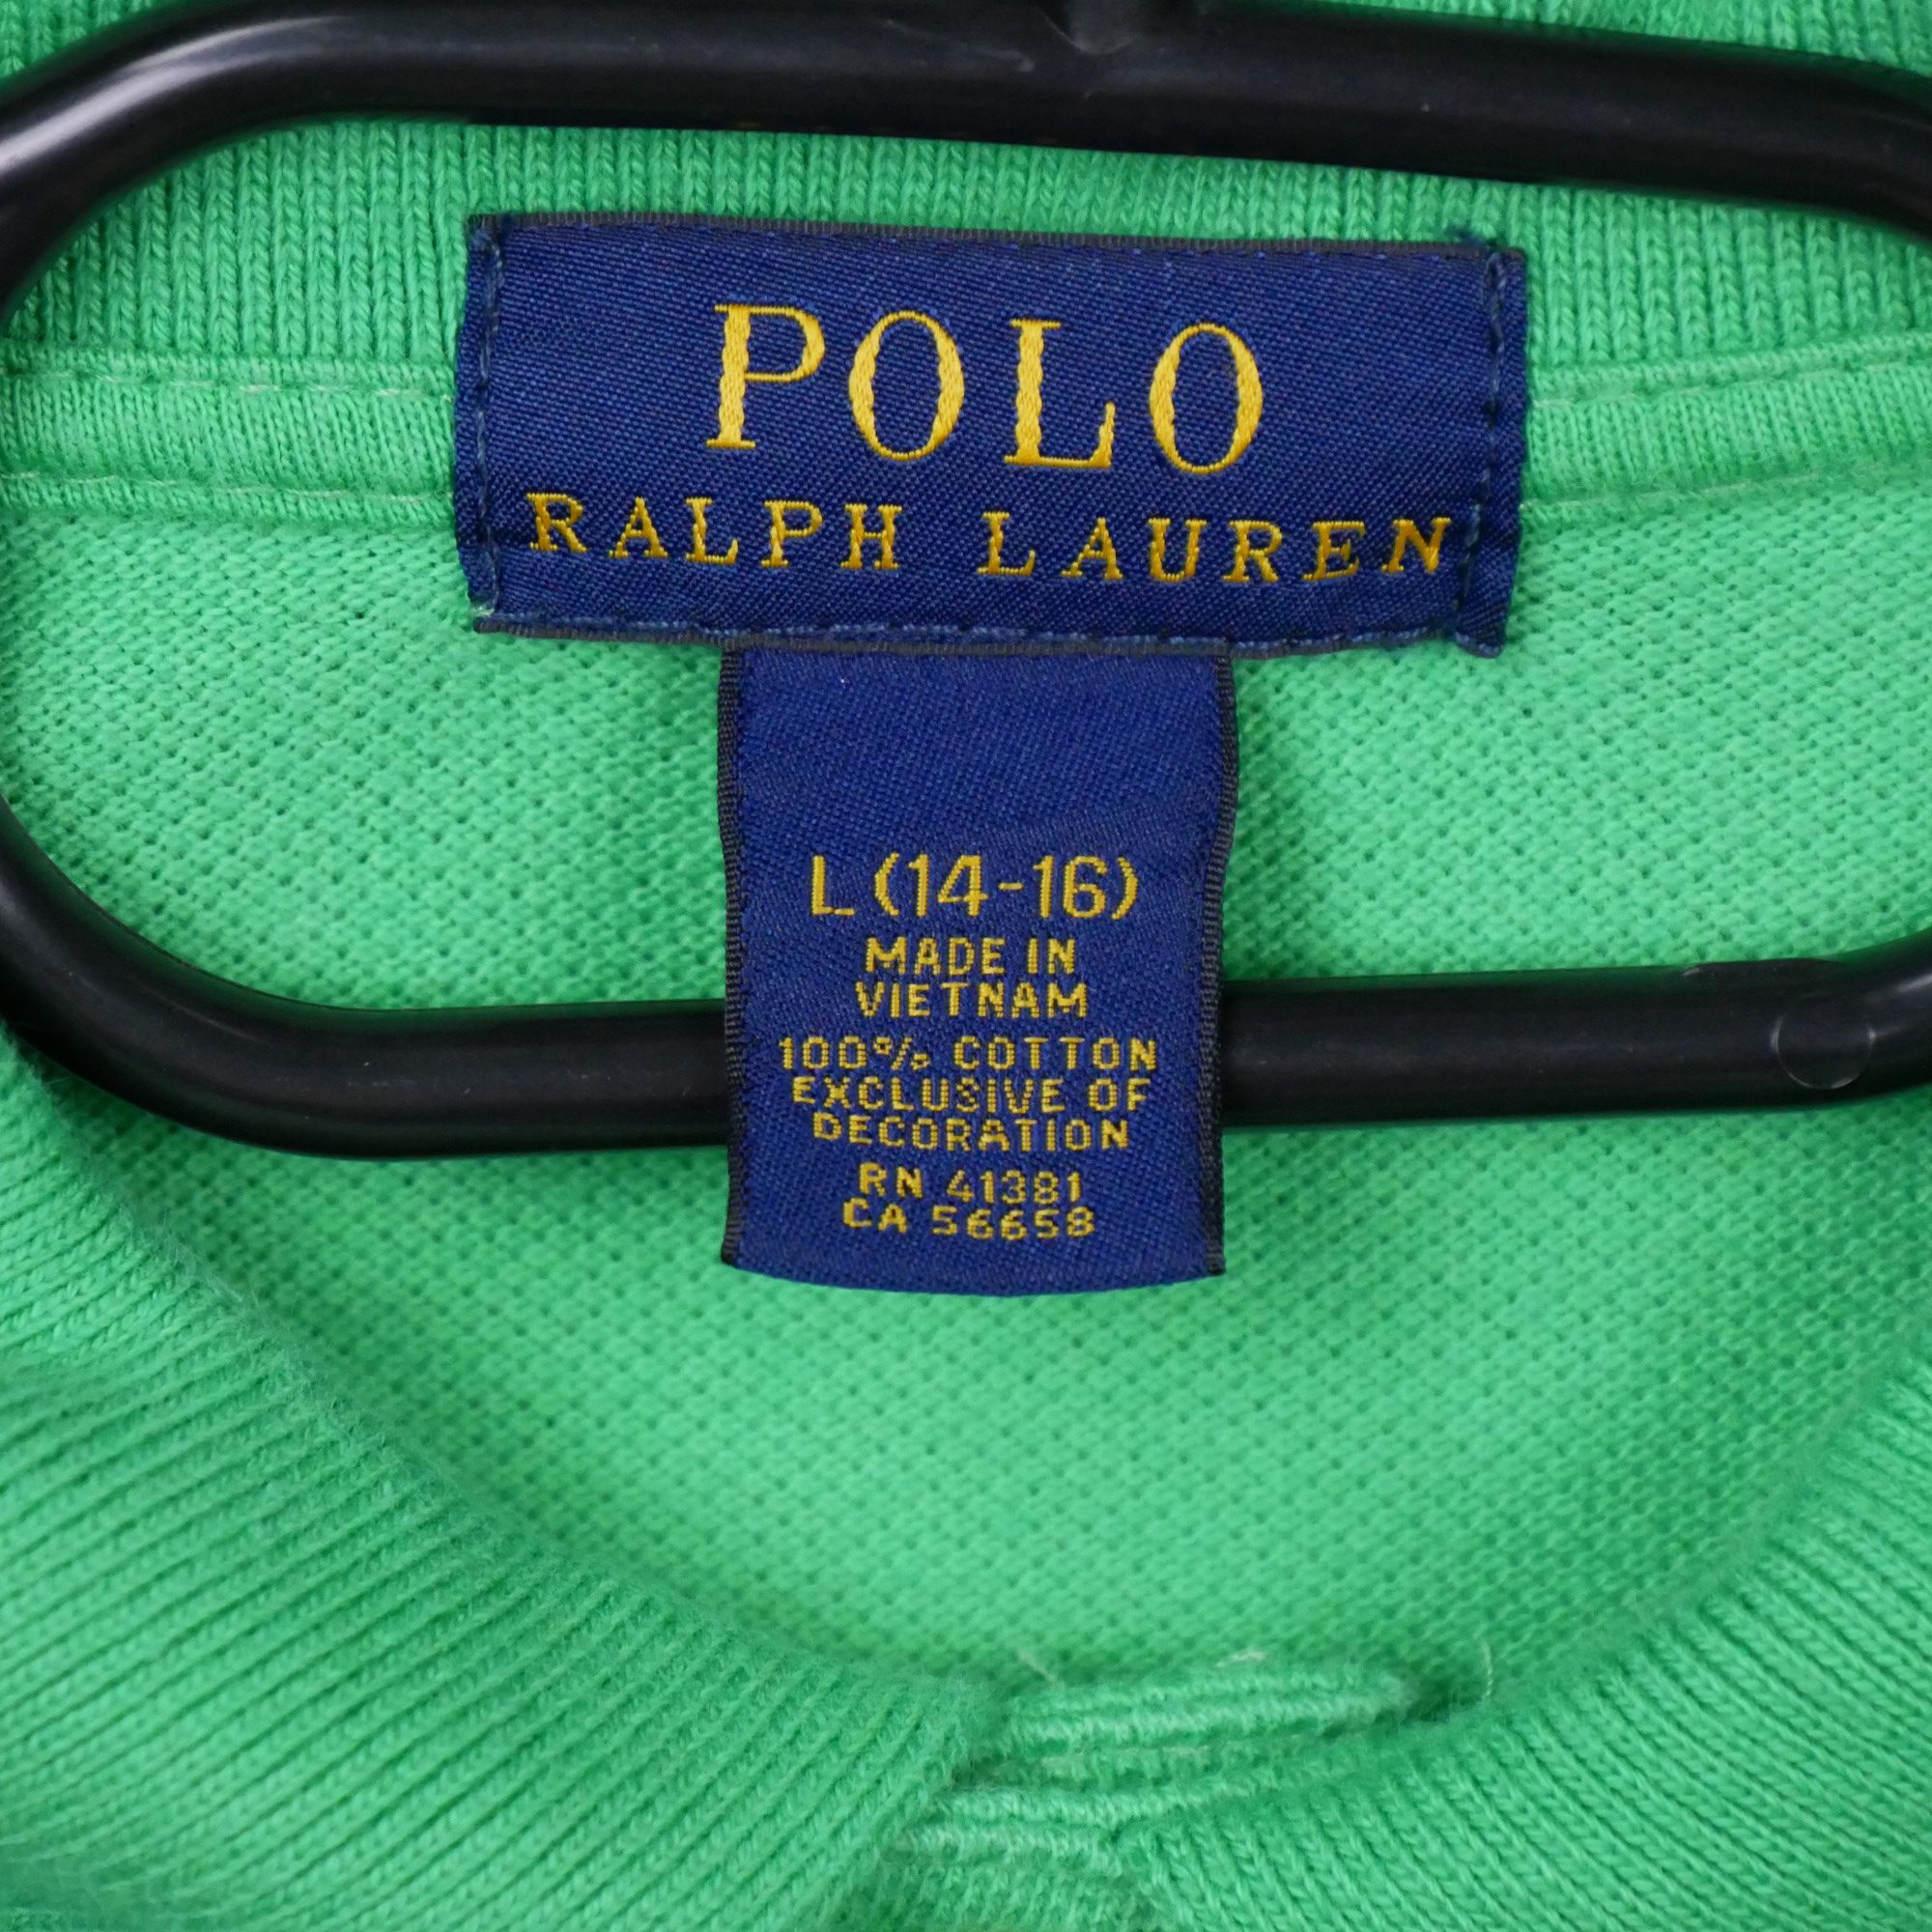 POLO
RALPH LAUREN
L (14-16)
MADE IN
VIETNAM
100% COTTON
EXCLUSIVE OF
DECORATION
RN 41381
CA 56658